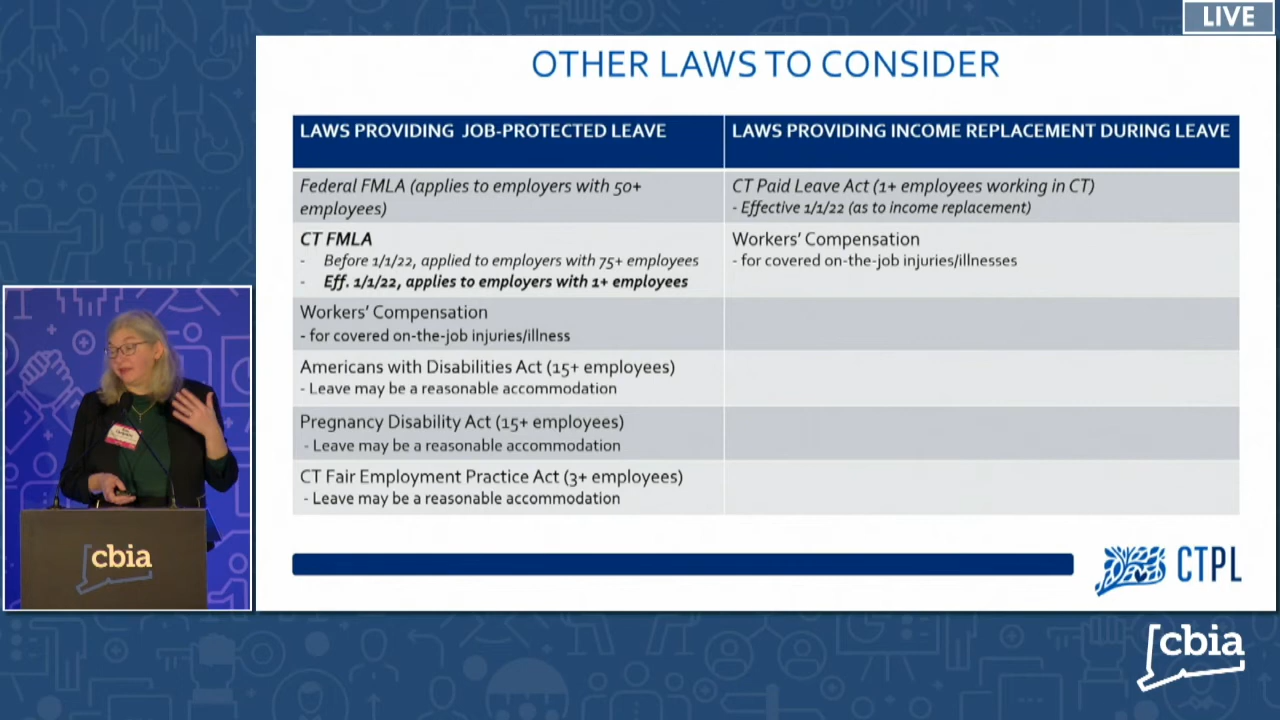 LIVE
OTHER LAWS TO CONSIDER
LAWS PROVIDING JOB-PROTECTED LEAVE
LAWS PROVIDING INCOME REPLACEMENT DURING LEAVE
Federal FMLA (applies to employers with 50+
employees)
CT Paid Leave Act (1+ employees working in CT)
- Effective 1/1/22 (as to income replacement)
CT FMLA
- Before 1/1/22, applied to employers with 75+ employees
- Eff. 1/1/22, applies to employers with 1+ employees
Workers' Compensation
- for covered on-the-job injuries/illnesses
Workers' Compensation
- for covered on-the-job injuries/illness
Americans with Disabilities Act (15+ employees)
- Leave may be a reasonable accommodation
Pregnancy Disability Act (15+ employees)
- Leave may be a reasonable accommodation
CT Fair Employment Practice Act (3+ employees)
- Leave may be a reasonable accommodation
CTPL
cbia
cbia